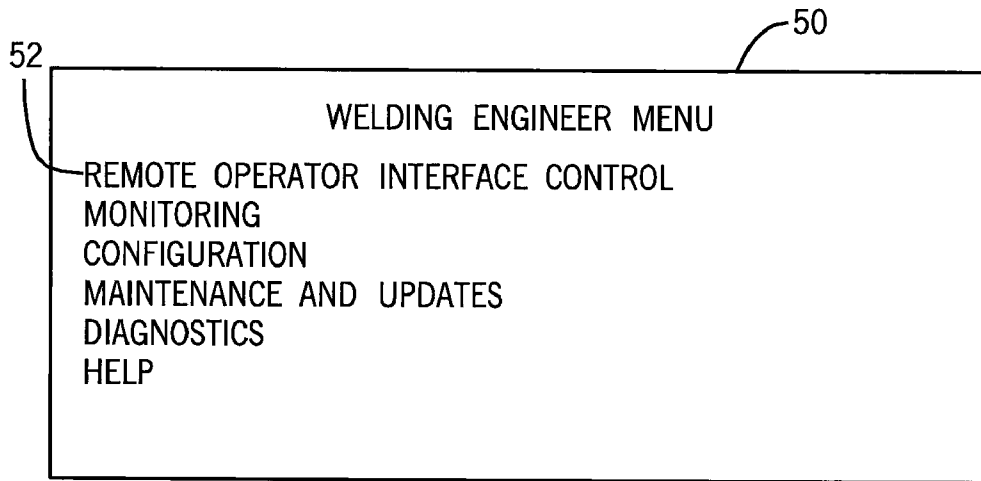 50
52
WELDING ENGINEER MENU
REMOTE OPERATOR INTERFACE CONTROL
MONITORING
CONFIGURATION
MAINTENANCE AND UPDATES
DIAGNOSTICS
HELP